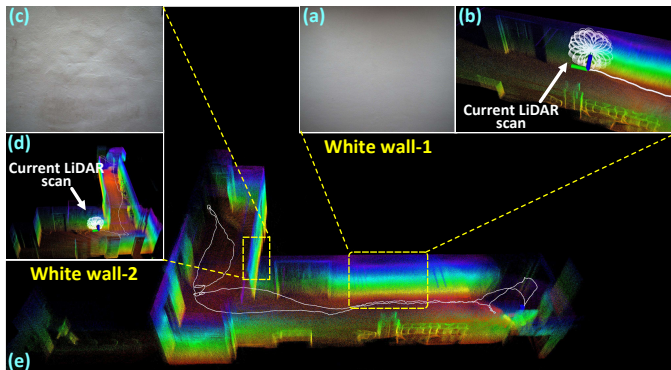 (c)
(a)
(b)
Current LiDAR
scan
(d)
Current LiDAR
scan
White wall-1
White wall-2
(e)